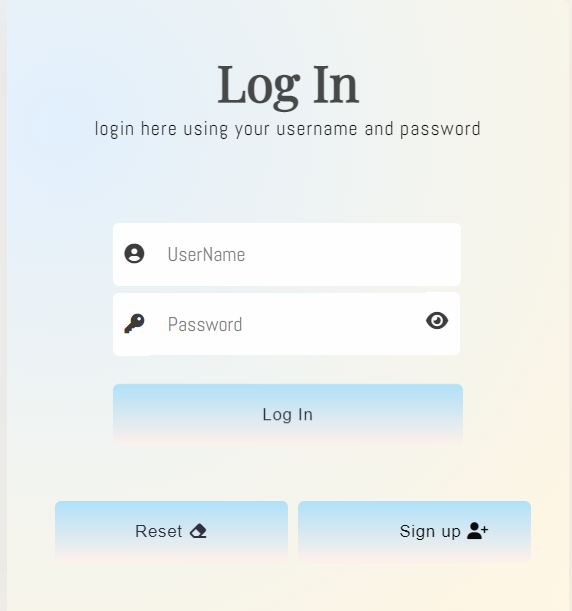 Log In
login here using your username and password
UserName
Password
Log In
Reset
Sign up